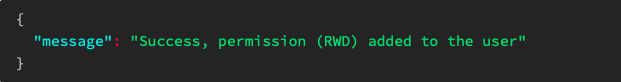 {
"message": "Success, permission (RWD) added to the user"
}